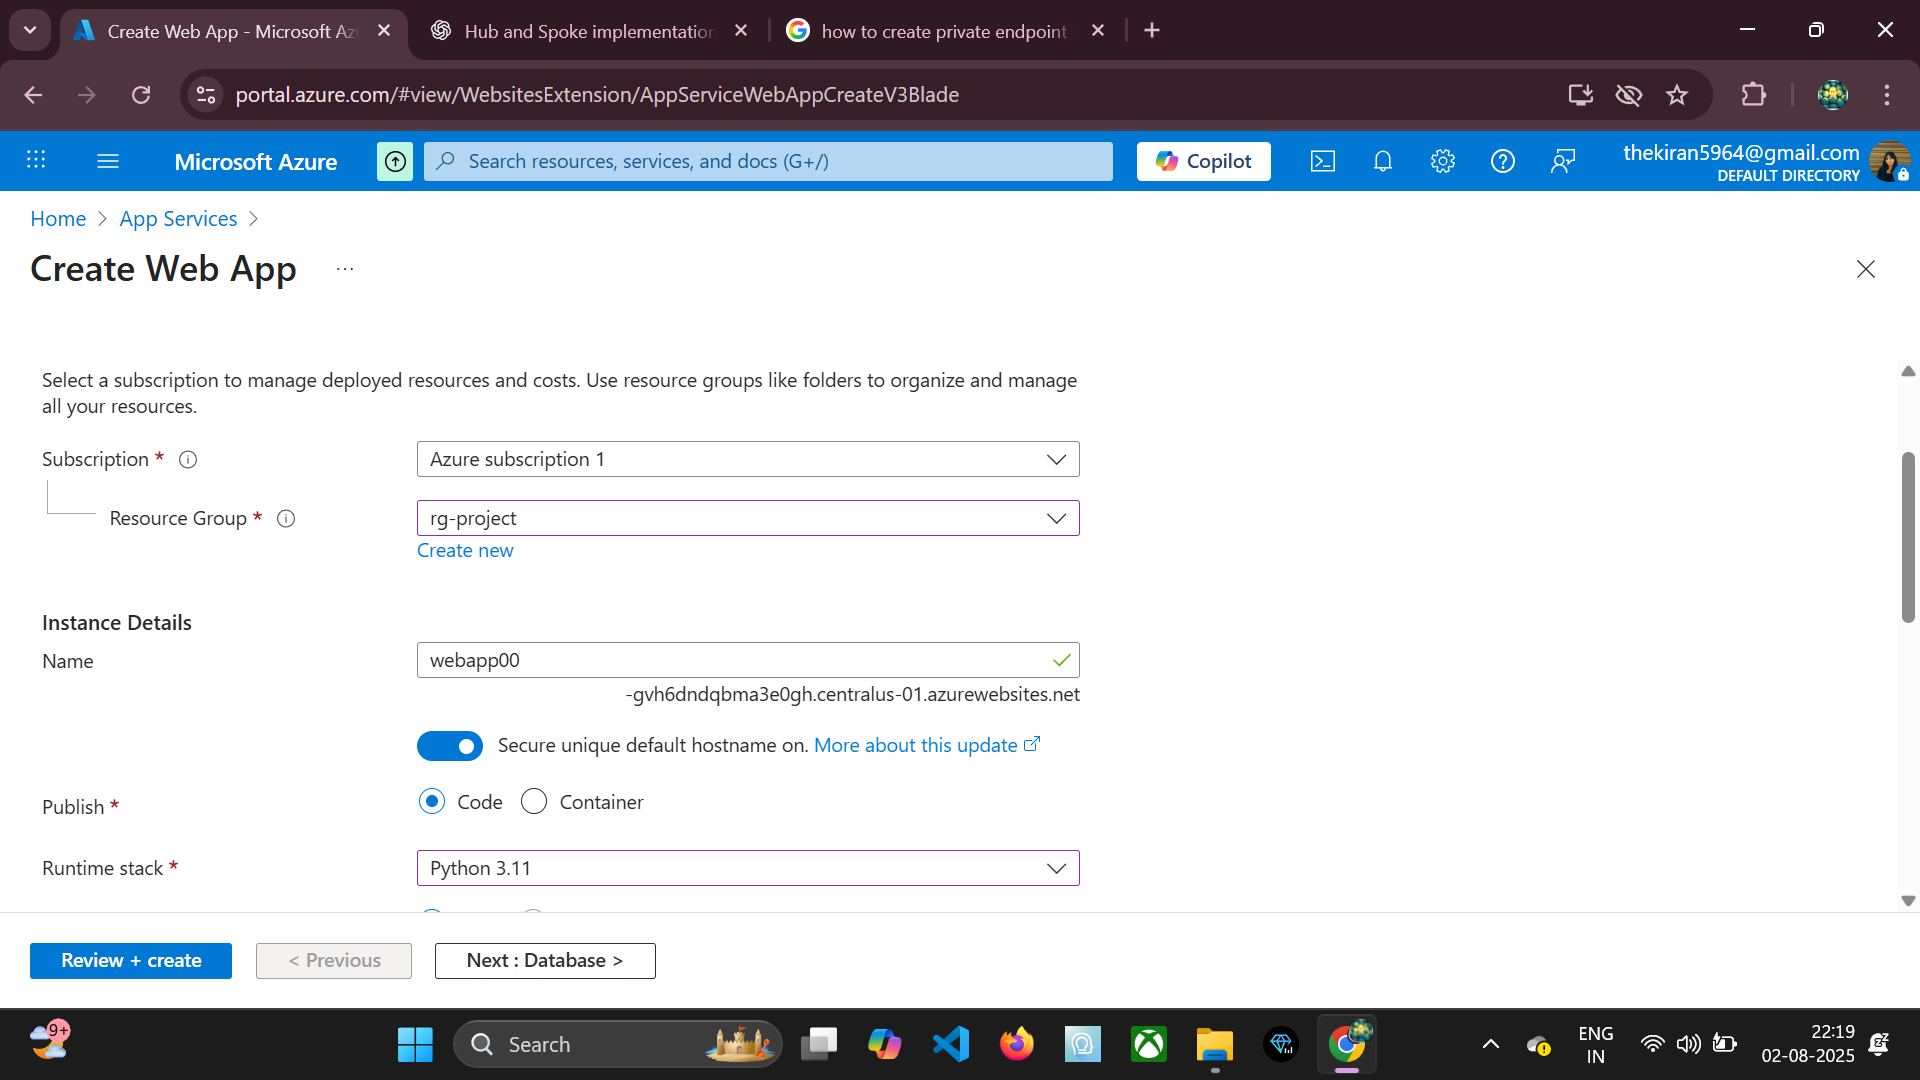 Create Web App - Microsoft Az
Hub and Spoke implementation
how to create private endpoint
portal.azure.com/#view/WebsitesExtension/AppServiceWebAppCreateV3Blade
Microsoft Azure
Search resources, services, and docs (G+/)
Copilot
thekiran5964@gmail.com
DEFAULT DIRECTORY
Home > App Services >
Create Web App ...
Select a subscription to manage deployed resources and costs. Use resource groups like folders to organize and manage
all your resources.
Subscription *
Azure subscription 1
Resource Group *
rg-project
Create new
Instance Details
Name
webapp00
-gvh6dndqbma3e0gh.centralus-01.azurewebsites.net
Secure unique default hostname on. More about this update
Publish *
Code
Container
Runtime stack *
Python 3.11
Review + create
< Previous
Next : Database >
9+
Search
ENG
IN
22:19
02-08-2025